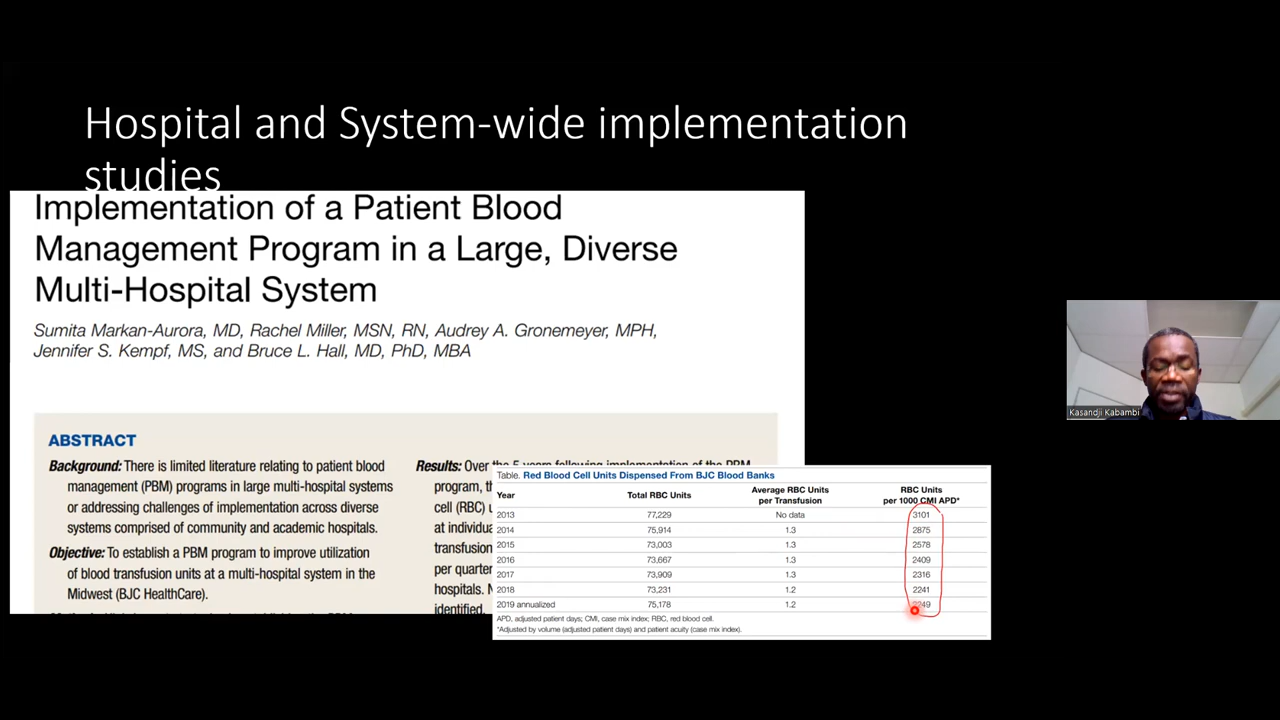 Hospital and System-wide implementation
studies
Implementation of a Patient Blood
Management Program in a Large, Diverse
Multi-Hospital System
Sumita Markan-Aurora, MD, Rachel Miller, MSN, RN, Audrey A. Gronemeyer, MPH,
Jennifer S. Kempf, MS, and Bruce L. Hall, MD, PhD, MBA
ABSTRACT
Background: There is limited literature relating to patient blood
management (PBM) programs in large multi-hospital systems
or addressing challenges of implementation across diverse
systems comprised of community and academic hospitals.
Objective: To establish a PBM program to improve utilization
of blood transfusion units at a multi-hospital system in the
Midwest (BJC HealthCare).
Results: Over the 5 years following implementation of the PBM
program, th
cell (RBC) u
at individua
transfusion
per quarter
hospitals. N
identified.
Table. Red Blood Cell Units Dispensed From BJC Blood Banks
Year Total RBC Units Average RBC Units per Transfusion RBC Units per 1000 CMI APD*
2013 77,229 No data 3101
2014 75,914 1.3 2875
2015 73,003 1.3 2578
2016 73,667 1.3 2409
2017 73,909 1.3 2316
2018 73,231 1.2 2241
2019 annualized 75,178 1.2
APD, adjusted patient days; CMI, case mix index; RBC, red blood cell.
*Adjusted by volume (adjusted patient days) and patient acuity (case mix index).
Kasandji Kabambi